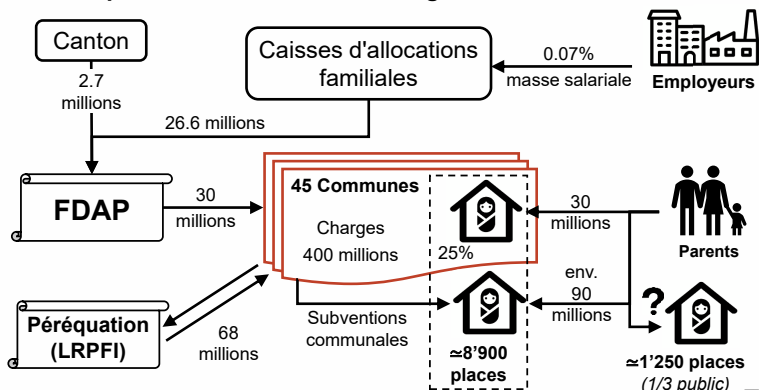 Canton
Caisses d'allocations
familiales
0.07%
masse salariale
Employeurs
2.7
millions
26.6 millions
FDAP
30
millions
45 Communes
Charges
400 millions
25%
30
millions
Parents
env.
90
millions
?
Péréquation
(LRPFI)
68
millions
Subventions
communales
≃8'900
places
≃1'250 places
(1/3 public)